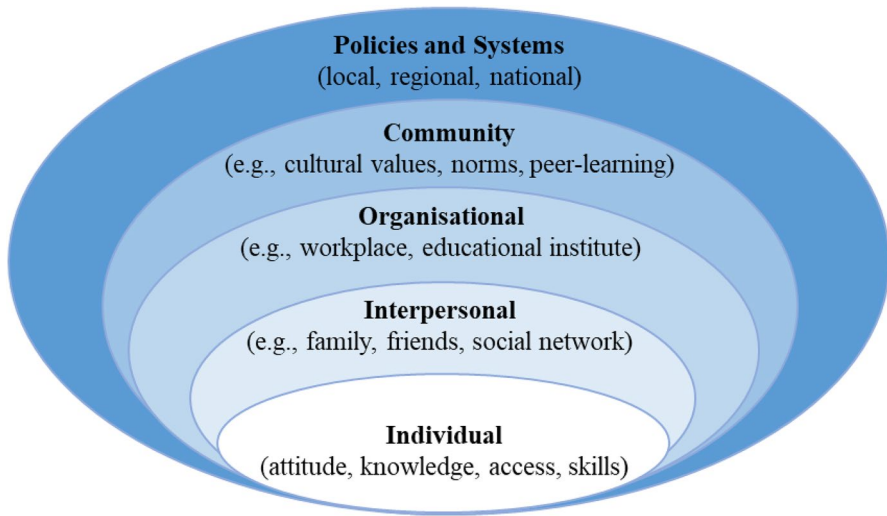 Policies and Systems
(local, regional, national)
Community
(e.g., cultural values, norms, peer-learning)
Organisational
(e.g., workplace, educational institute)
Interpersonal
(e.g., family, friends, social network)
Individual
(attitude, knowledge, access, skills)